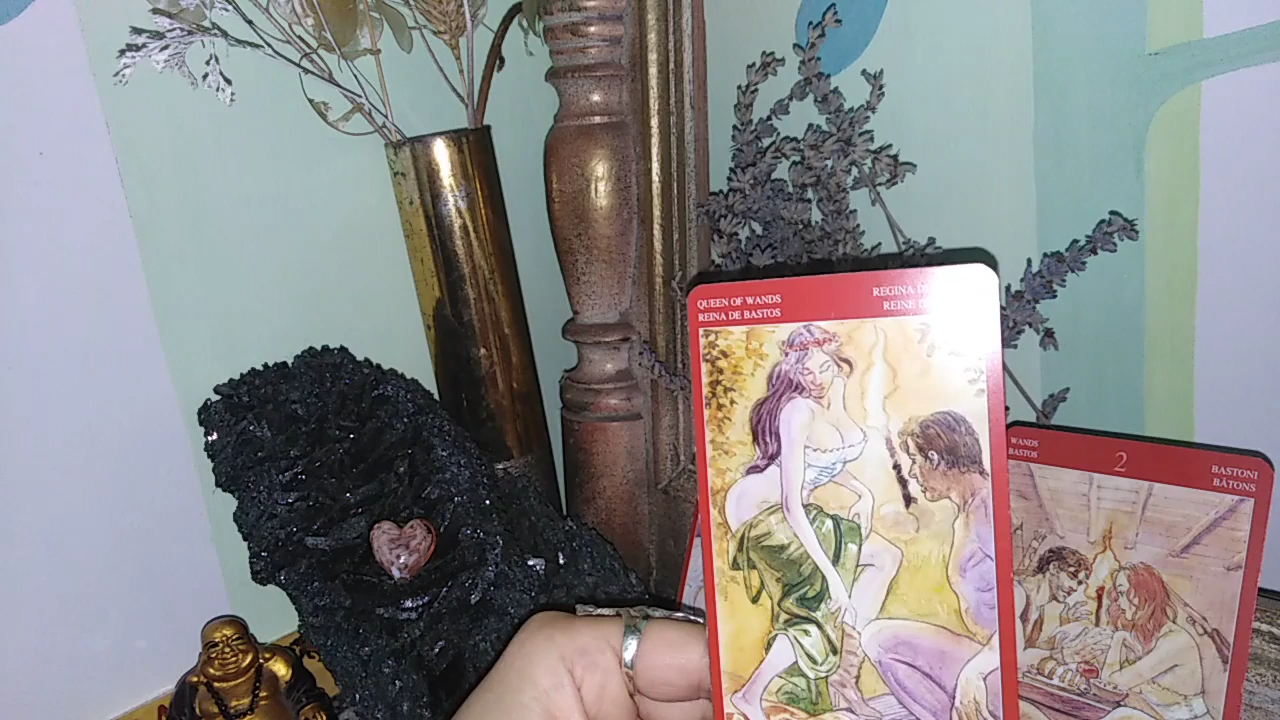 QUEEN OF WANDS
REINA DE BASTOS
REGINA
REINE
WANDS
BASTOS
2
BASTONI
BÂTONS